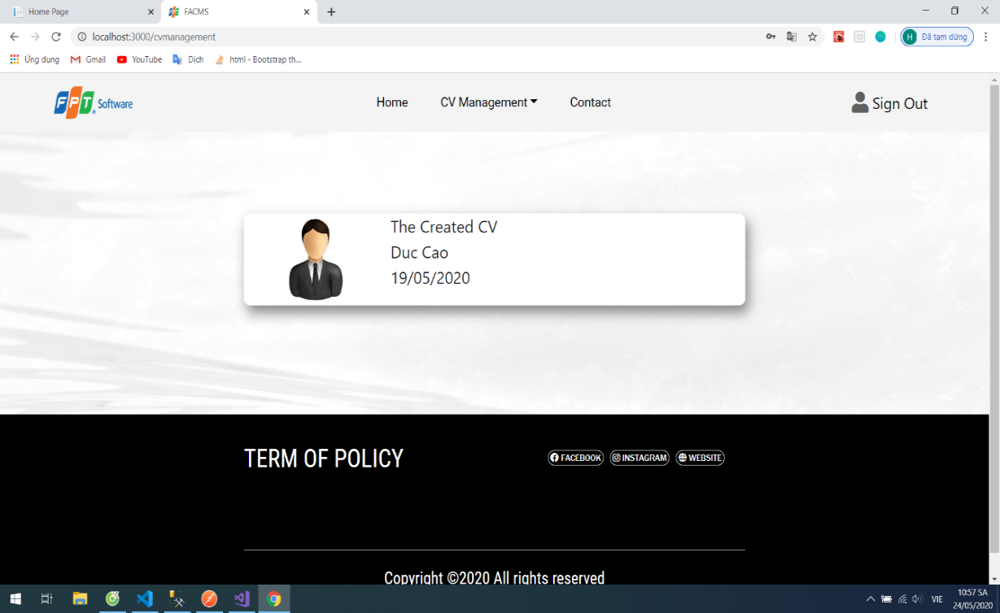 Home Page
FACMS
localhost:3000/cvmanagement
H Đã tạm dừng
Ứng dụng Gmail YouTube Dịch html - Bootstrap th...
FPT Software
Home CV Management Contact Sign Out
The Created CV
Duc Cao
19/05/2020
TERM OF POLICY
FACEBOOK INSTAGRAM WEBSITE
Copyright ©2020 All rights reserved
VIE
10:57 SA
24/05/2020